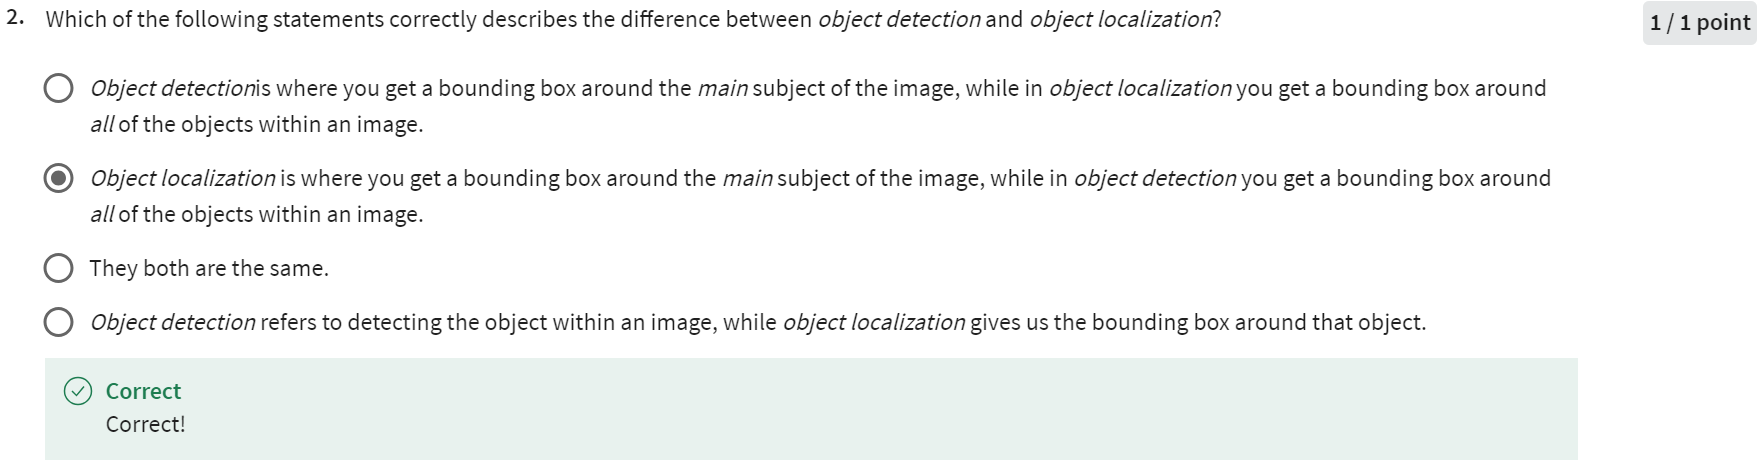 2. Which of the following statements correctly describes the difference between object detection and object localization?
1 / 1 point
Object detectionis where you get a bounding box around the main subject of the image, while in object localization you get a bounding box around
all of the objects within an image.
Object localization is where you get a bounding box around the main subject of the image, while in object detection you get a bounding box around
all of the objects within an image.
They both are the same.
Object detection refers to detecting the object within an image, while object localization gives us the bounding box around that object.
Correct
Correct!